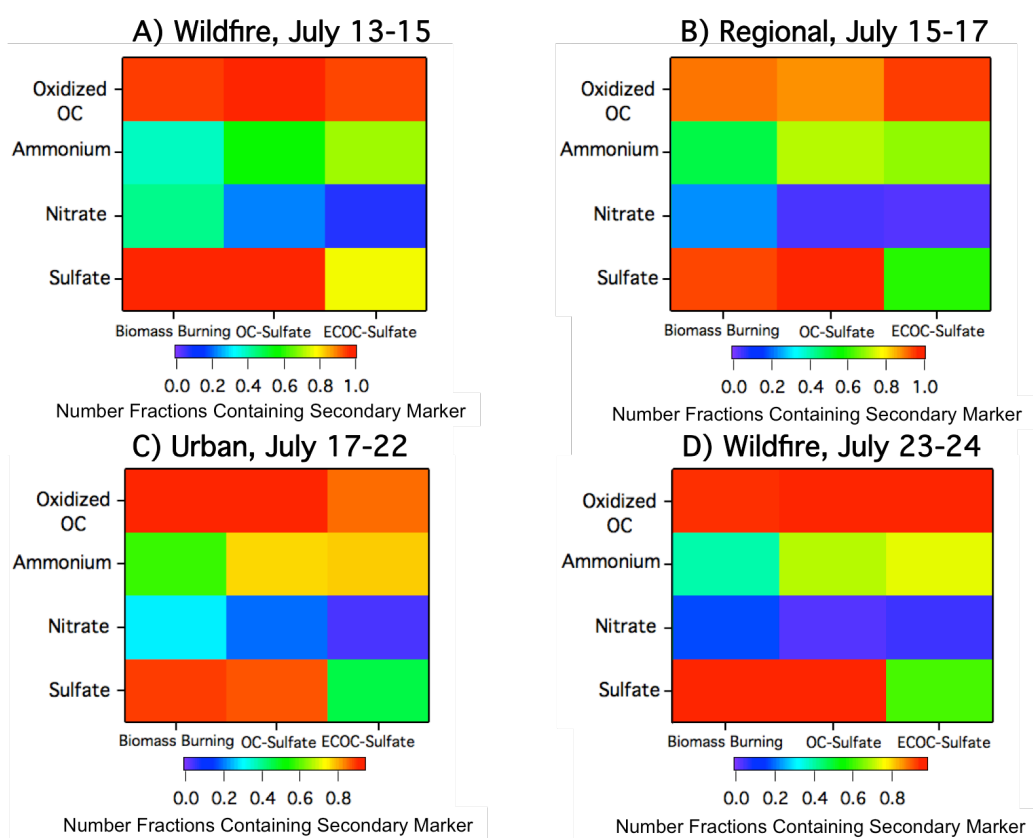 A) Wildfire, July 13-15
Oxidized
OC
Ammonium
Nitrate
Sulfate
Biomass Burning OC-Sulfate ECOC-Sulfate
0.0 0.2 0.4 0.6 0.8 1.0
Number Fractions Containing Secondary Marker
B) Regional, July 15-17
Oxidized
OC
Ammonium
Nitrate
Sulfate
Biomass Burning OC-Sulfate ECOC-Sulfate
0.0 0.2 0.4 0.6 0.8 1.0
Number Fractions Containing Secondary Marker
C) Urban, July 17-22
Oxidized
OC
Ammonium
Nitrate
Sulfate
Biomass Burning OC-Sulfate ECOC-Sulfate
0.0 0.2 0.4 0.6 0.8
Number Fractions Containing Secondary Marker
D) Wildfire, July 23-24
Oxidized
OC
Ammonium
Nitrate
Sulfate
Biomass Burning OC-Sulfate ECOC-Sulfate
0.0 0.2 0.4 0.6 0.8
Number Fractions Containing Secondary Marker